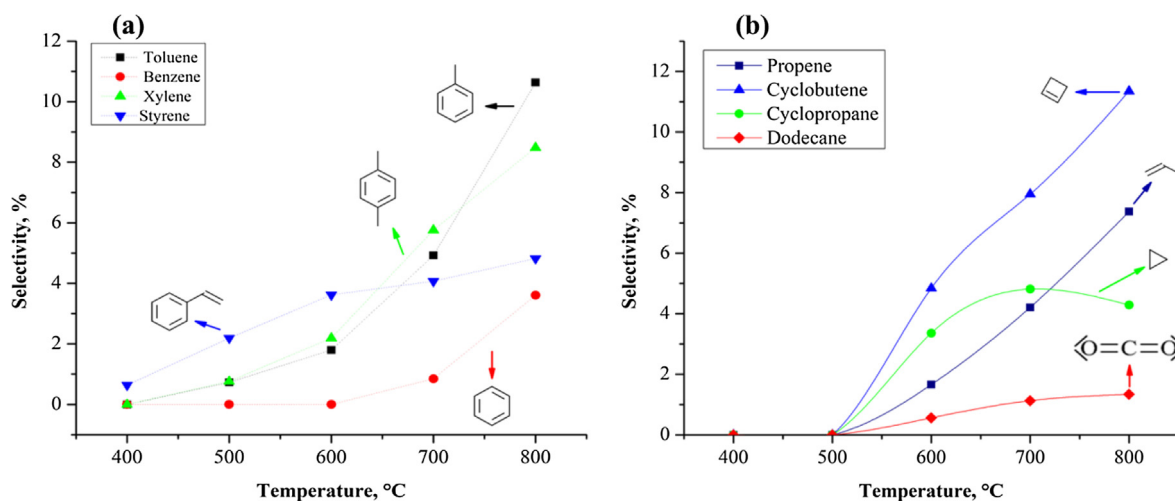 (a)
Toluene
Benzene
Xylene
Styrene
12
10
8
6
4
2
0
Selectivity, %
400 500 600 700 800
Temperature, °C
(b)
Propene
Cyclobutene
Cyclopropane
Dodecane
12
10
8
6
4
2
0
Selectivity, %
O=C=O
400 500 600 700 800
Temperature, °C